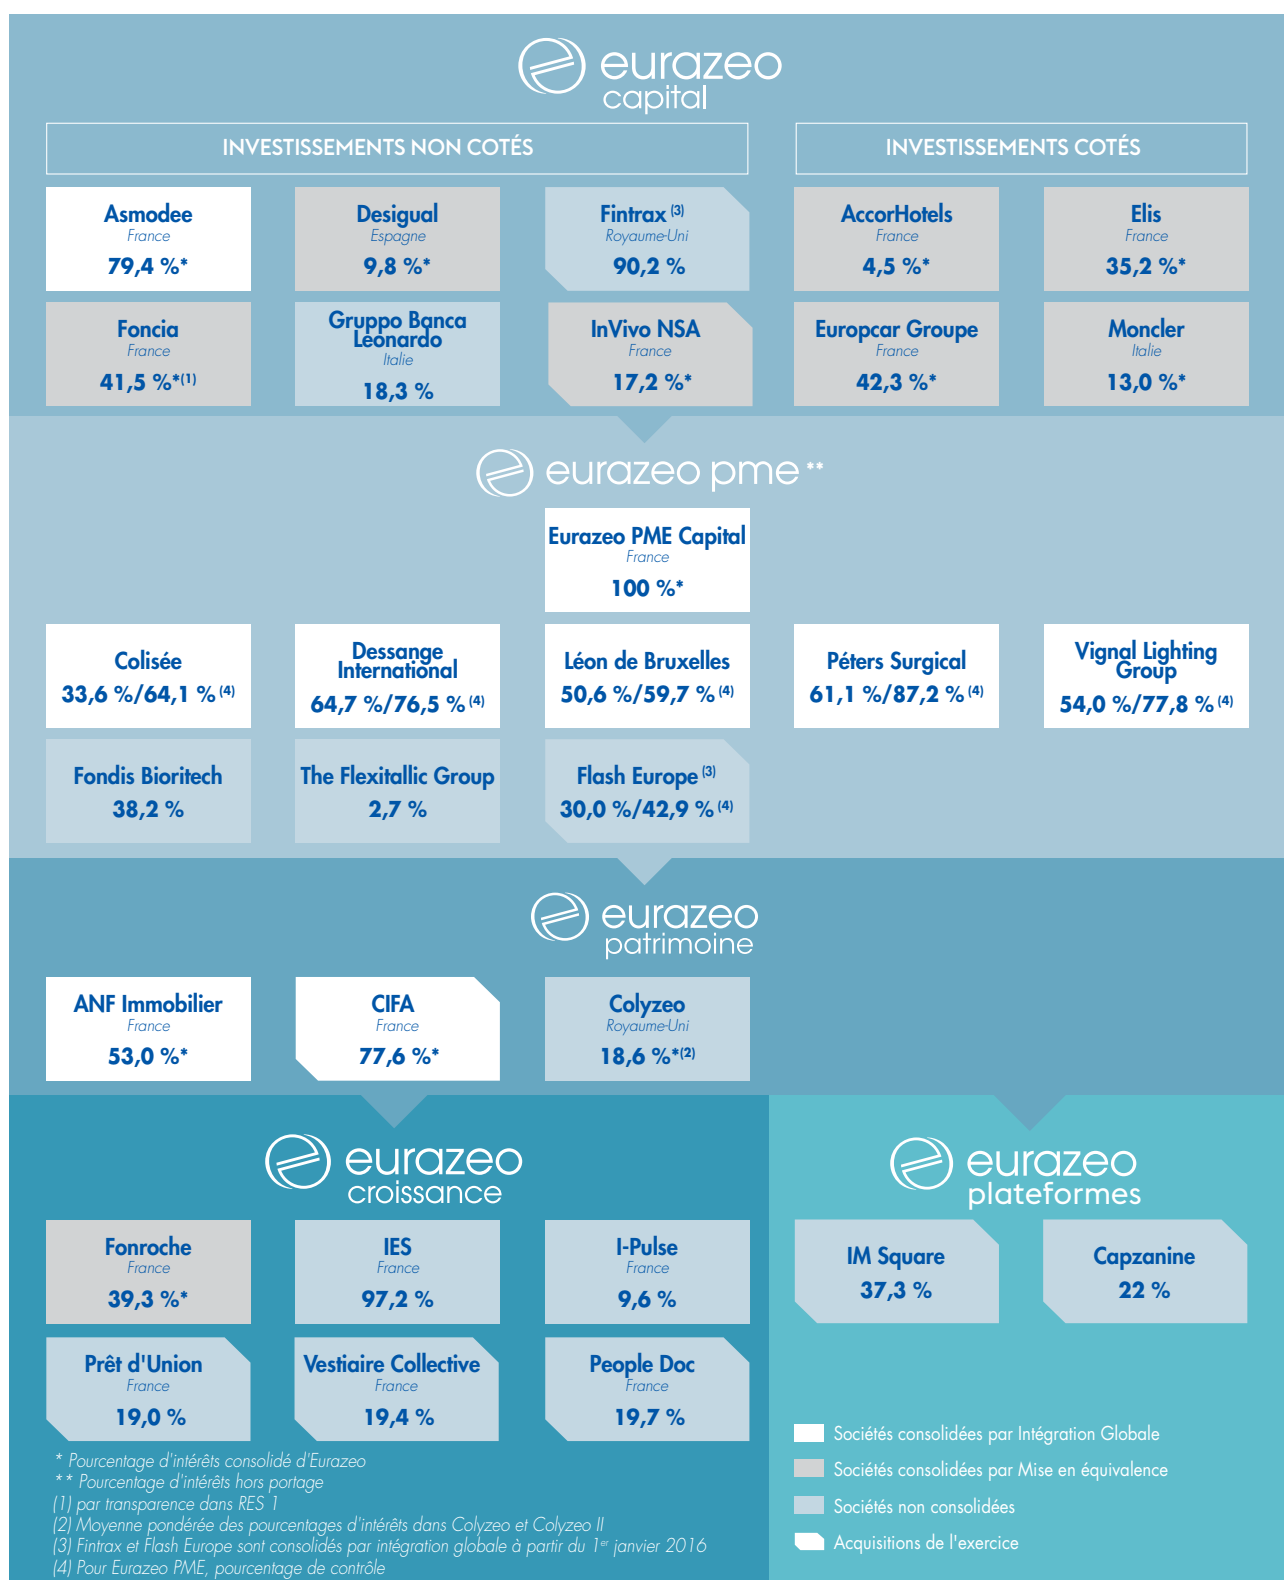 eurazeo
capital
INVESTISSEMENTS NON COTÉS
INVESTISSEMENTS COTÉS
Asmodee
France
79,4 %*
Desigual
Espagne
9,8 %*
Fintrax (3)
Royaume-Uni
90,2 %
AccorHotels
France
4,5 %*
Elis
France
35,2 %*
Foncia
France
41,5 %*(1)
Gruppo Banca
Leonardo
Italie
18,3 %
InVivo NSA
France
17,2 %*
Europcar Groupe
France
42,3 %*
Moncler
Italie
13,0 %*
eurazeo pme **
Eurazeo PME Capital
France
100 %*
Colisée
33,6 %/64,1 % (4)
Dessange
International
64,7 %/76,5 % (4)
Léon de Bruxelles
50,6 %/59,7 % (4)
Péters Surgical
61,1 %/87,2 % (4)
Vignal Lighting
Group
54,0 %/77,8 % (4)
Fondis Bioritech
38,2 %
The Flexitallic Group
2,7 %
Flash Europe (3)
30,0 %/42,9 % (4)
eurazeo
patrimoine
ANF Immobilier
France
53,0 %*
CIFA
France
77,6 %*
Colyzeo
Royaume-Uni
18,6 %*(2)
eurazeo
croissance
Fonroche
France
39,3 %*
IES
France
97,2 %
I-Pulse
France
9,6 %
Prêt d'Union
France
19,0 %
Vestiaire Collective
France
19,4 %
People Doc
France
19,7 %
* Pourcentage d'intérêts consolidé d'Eurazeo
** Pourcentage d'intérêts hors portage
(1) par transparence dans RES 1
(2) Moyenne pondérée des pourcentages d'intérêts dans Colyzeo et Colyzeo II
(3) Fintrax et Flash Europe sont consolidés par intégration globale à partir du 1er janvier 2016
(4) Pour Eurazeo PME, pourcentage de contrôle
eurazeo
plateformes
IM Square
37,3 %
Capzanine
22 %
Sociétés consolidées par Intégration Globale
Sociétés consolidées par Mise en équivalence
Sociétés non consolidées
Acquisitions de l'exercice